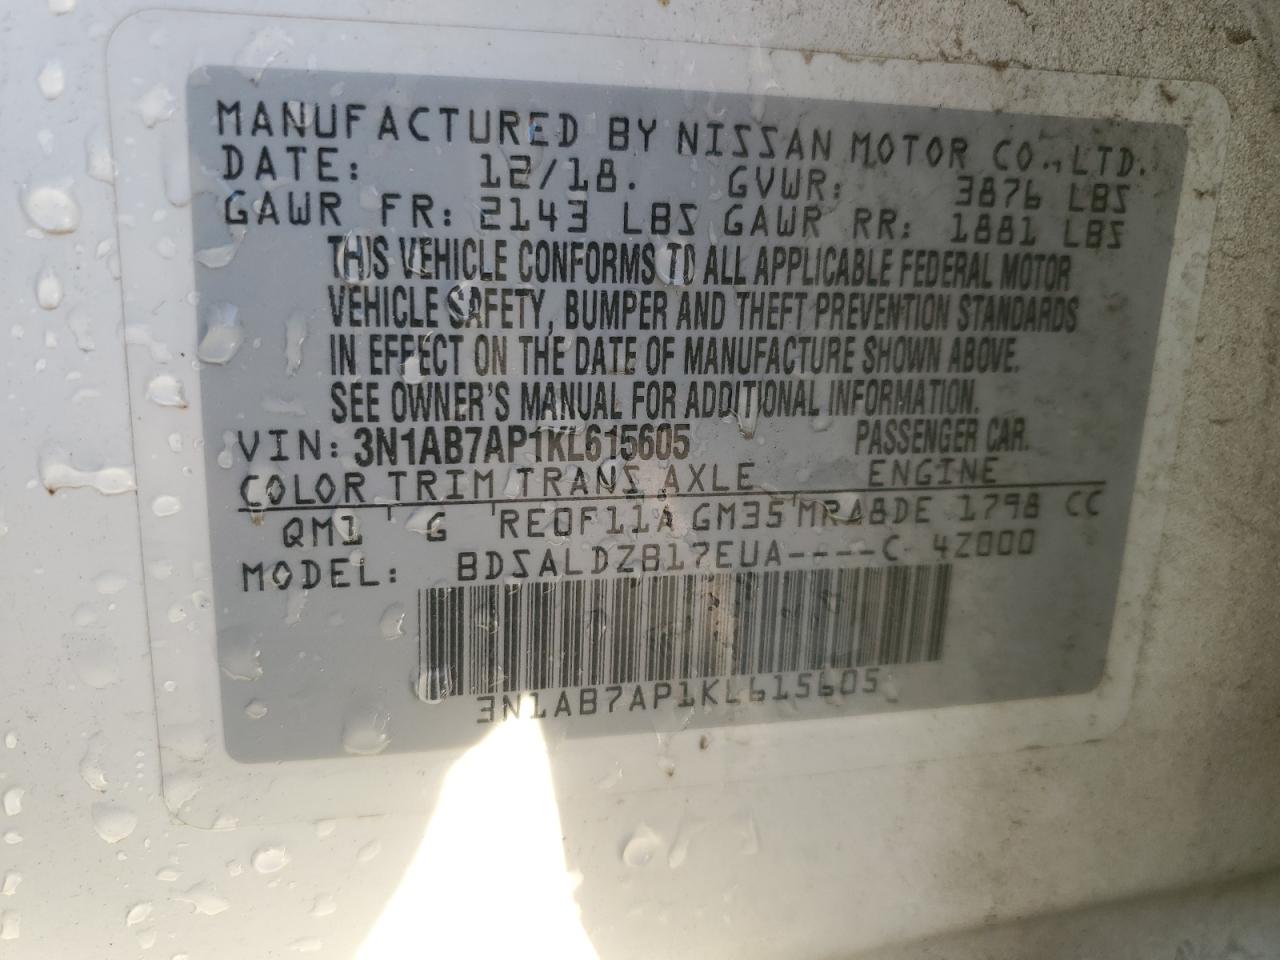 MANUFACTURED BY NISSAN MOTOR CO., LTD.
DATE: 12/18. GVWR: 3876 LBS
GAWR FR: 2143 LBS GAWR RR: 1881 LBS
THIS VEHICLE CONFORMS TO ALL APPLICABLE FEDERAL MOTOR
VEHICLE SAFETY, BUMPER AND THEFT PREVENTION STANDARDS
IN EFFECT ON THE DATE OF MANUFACTURE SHOWN ABOVE.
SEE OWNER'S MANUAL FOR ADDITIONAL INFORMATION.
VIN: 3N1AB7AP1KL615605 PASSENGER CAR.
COLOR TRIM TRANS AXLE ENGINE
QM1 G RE0F11A GM35 MRA8DE 1798 CC
MODEL: BDSALDZB17EUA----C- 4Z000
3N1AB7AP1KL615605